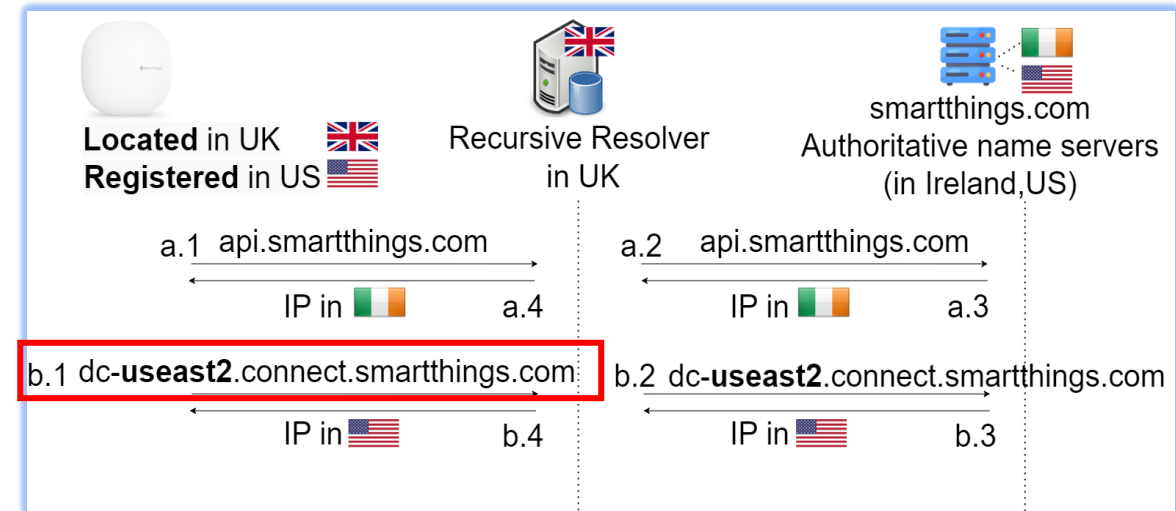 Located in UK
Registered in US
Recursive Resolver
in UK
smartthings.com
Authoritative name servers
(in Ireland,US)
a.1 api.smartthings.com
a.2 api.smartthings.com
IP in a.4
IP in a.3
b.1 dc-useast2.connect.smartthings.com
b.2 dc-useast2.connect.smartthings.com
IP in b.4
IP in b.3